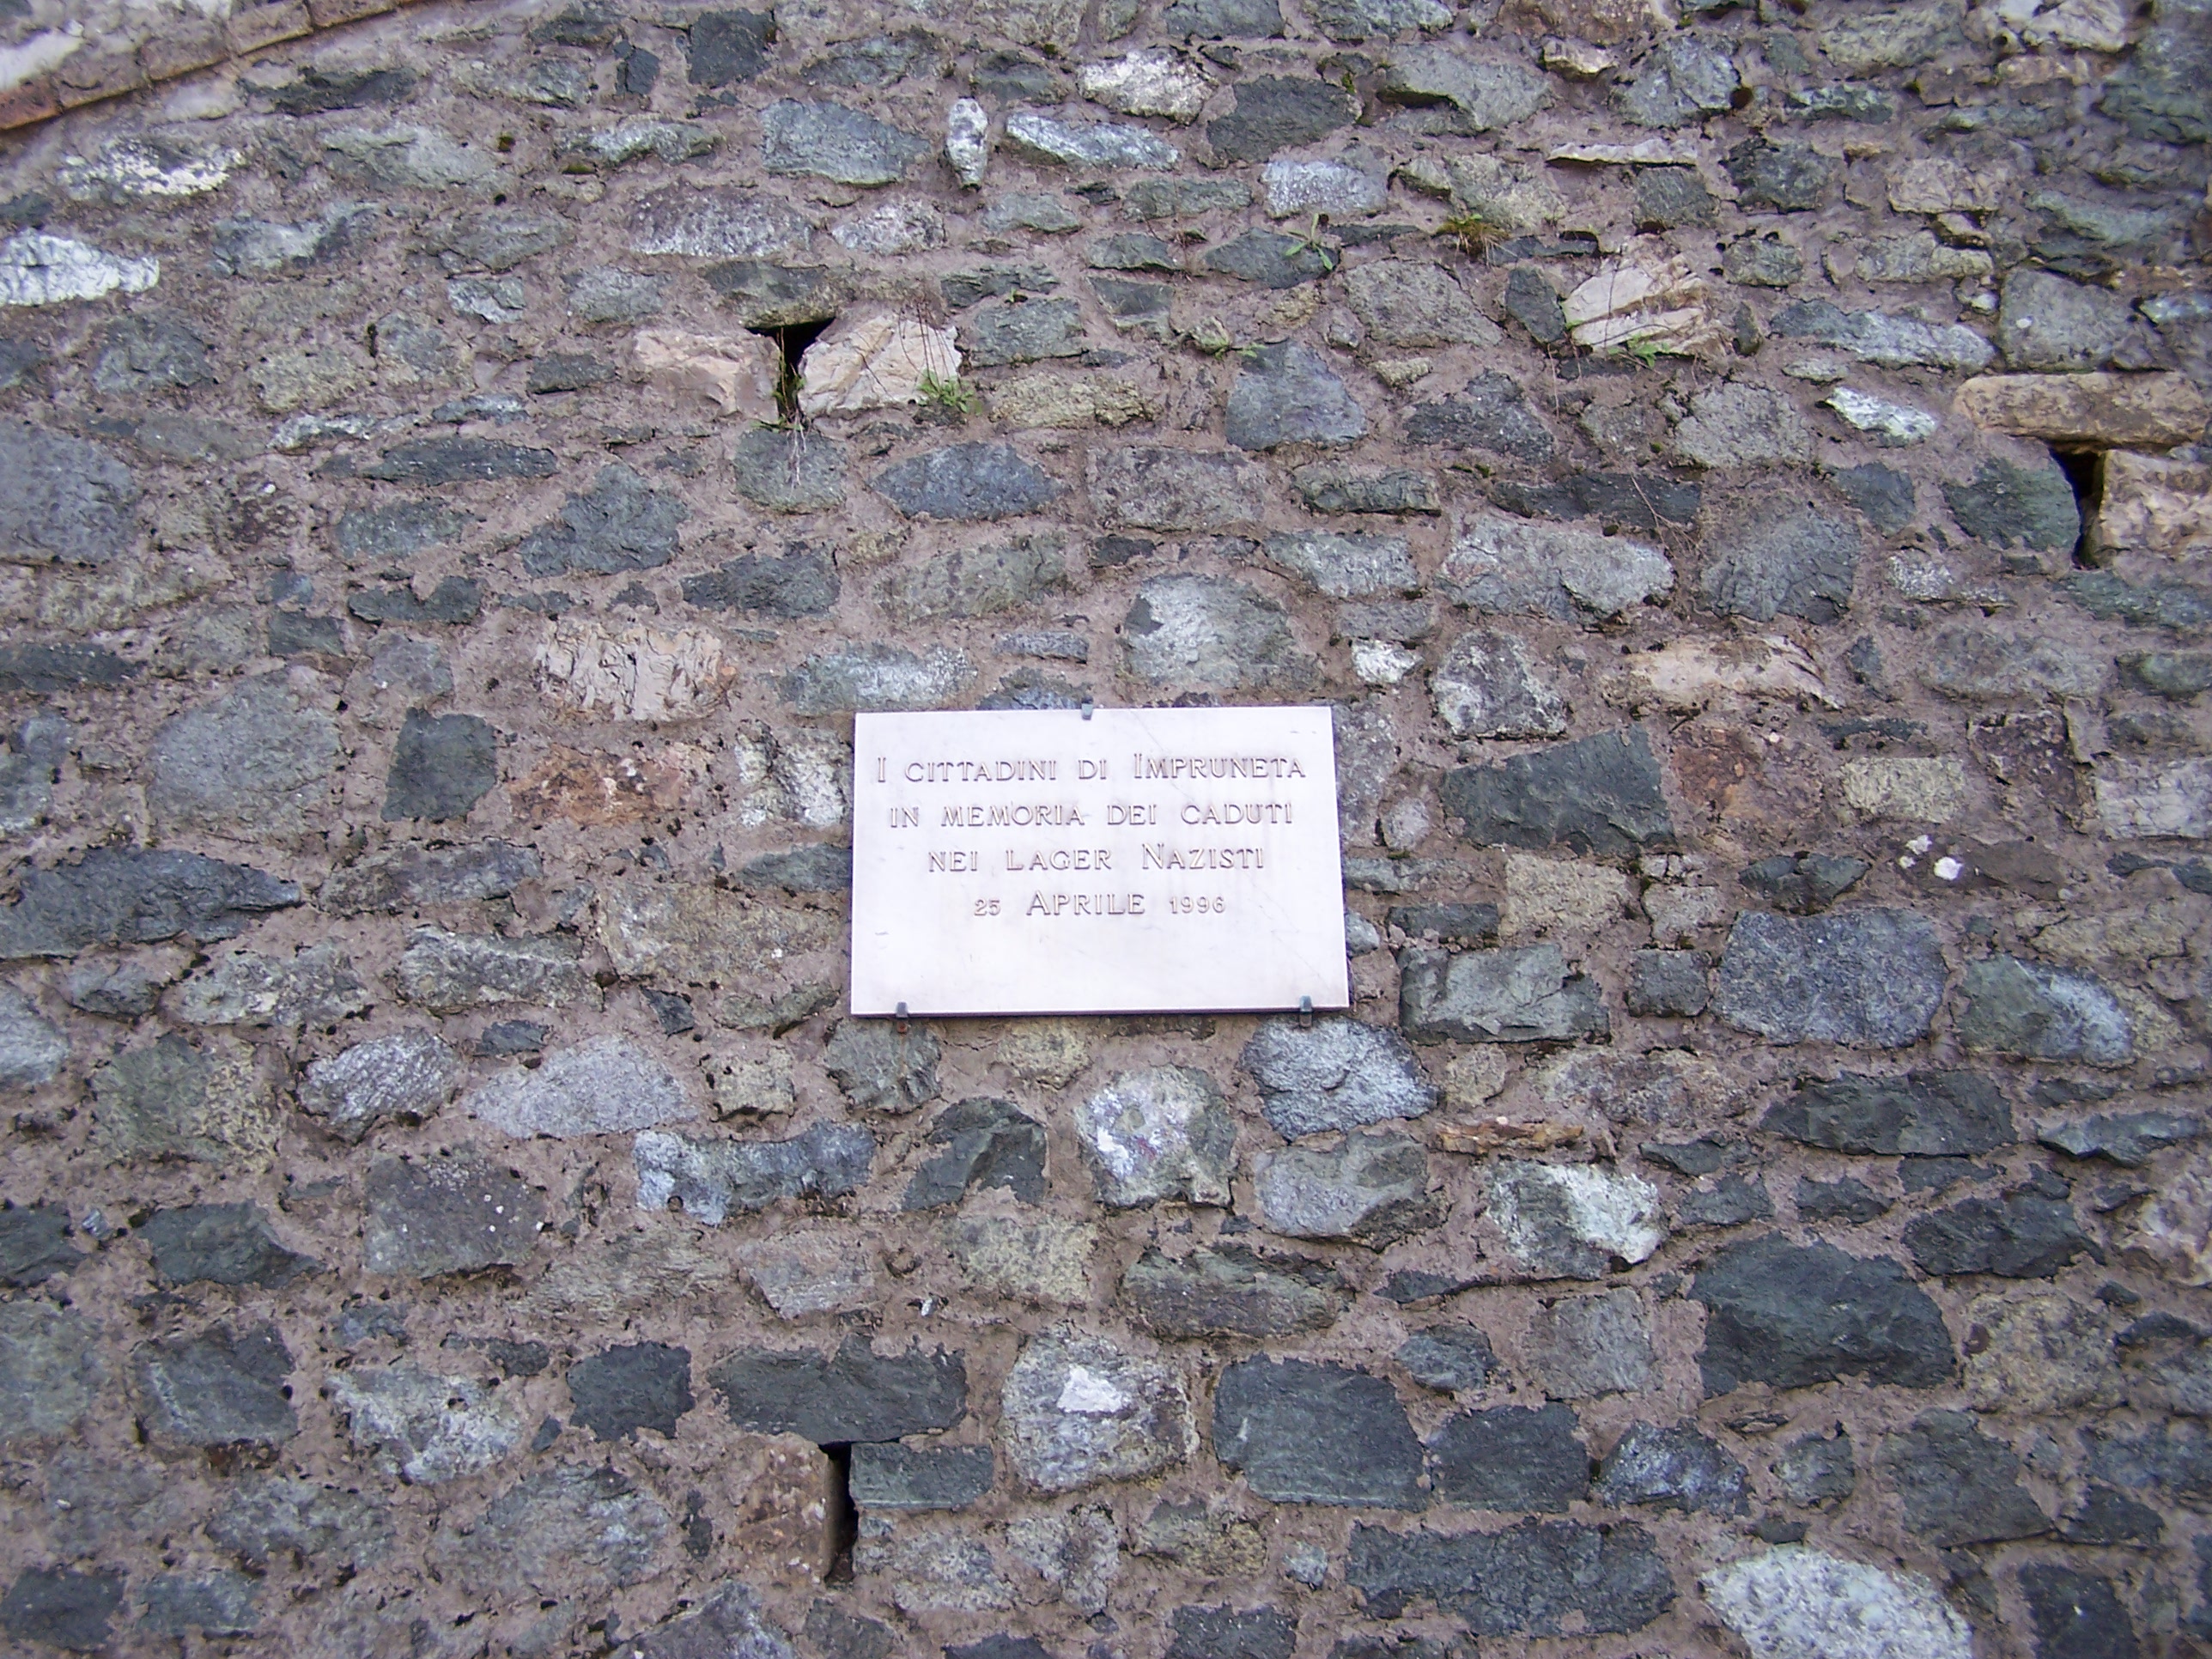 I CITTADINI DI IMPRUNETA
IN MEMORIA DEI CADUTI
NEI LAGER NAZISTI
25 APRILE 1996